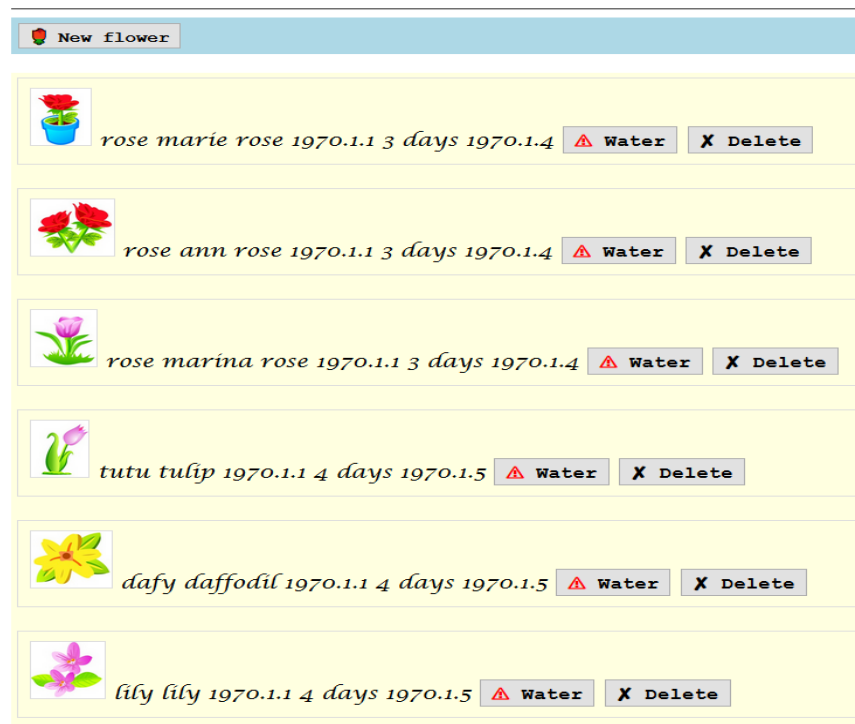 New flower
rose marie rose 1970.1.1 3 days 1970.1.4 ⚠ Water ✘ Delete
rose ann rose 1970.1.1 3 days 1970.1.4 ⚠ Water ✘ Delete
rose marina rose 1970.1.1 3 days 1970.1.4 ⚠ Water ✘ Delete
tutu tulip 1970.1.1 4 days 1970.1.5 ⚠ Water ✘ Delete
dafy daffodil 1970.1.1 4 days 1970.1.5 ⚠ Water ✘ Delete
lily lily 1970.1.1 4 days 1970.1.5 ⚠ Water ✘ Delete